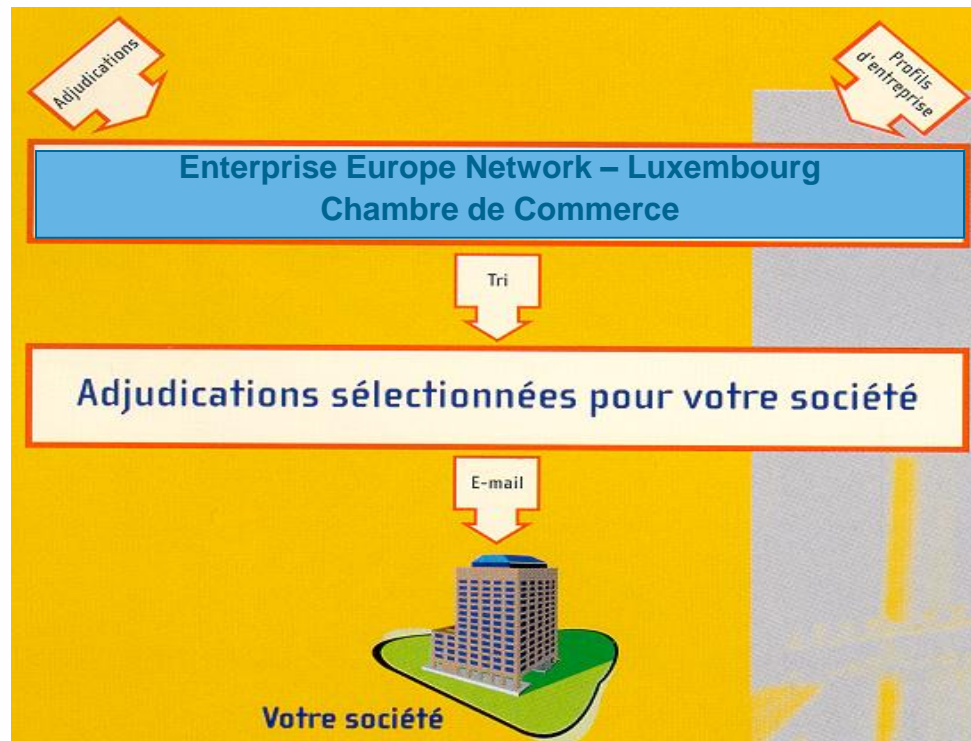 Adjudications
Profils
d'entreprise
Enterprise Europe Network – Luxembourg
Chambre de Commerce
Tri
Adjudications sélectionnées pour votre société
E-mail
Votre société